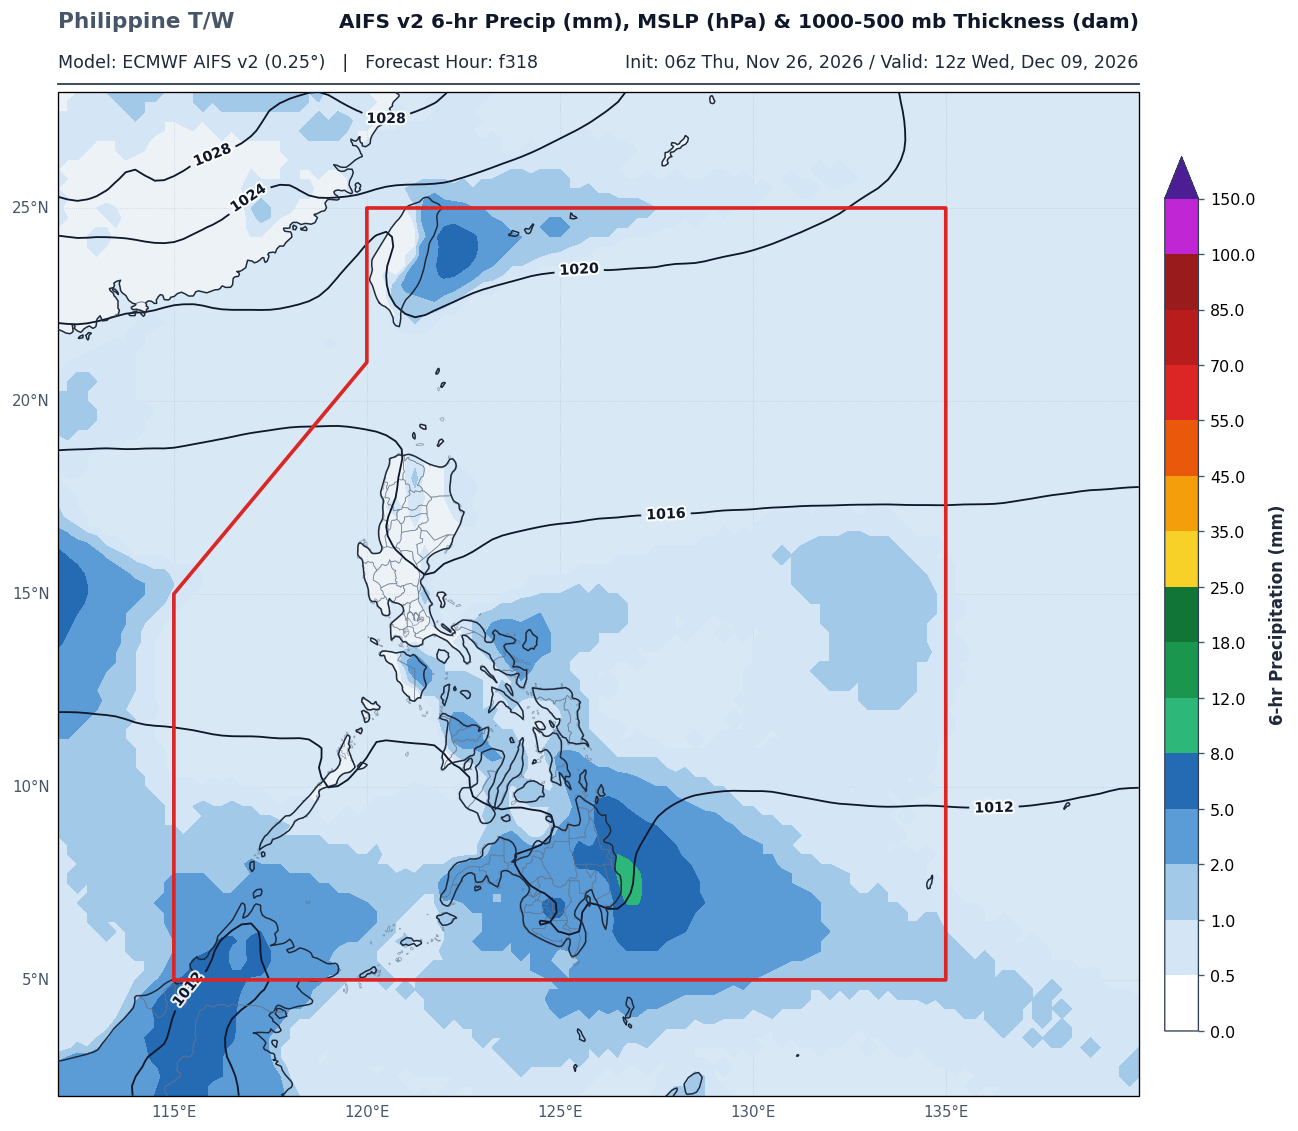 Philippine T/W
AIFS v2 6-hr Precip (mm), MSLP (hPa) & 1000-500 mb Thickness (dam)
Model: ECMWF AIFS v2 (0.25°) | Forecast Hour: f318
Init: 06z Thu, Nov 26, 2026 / Valid: 12z Wed, Dec 09, 2026
1028
1028
1024
1020
1016
1012
1012
25°N
20°N
15°N
10°N
5°N
115°E
120°E
125°E
130°E
135°E
150.0
100.0
85.0
70.0
55.0
45.0
35.0
25.0
18.0
12.0
8.0
5.0
2.0
1.0
0.5
0.0
6-hr Precipitation (mm)